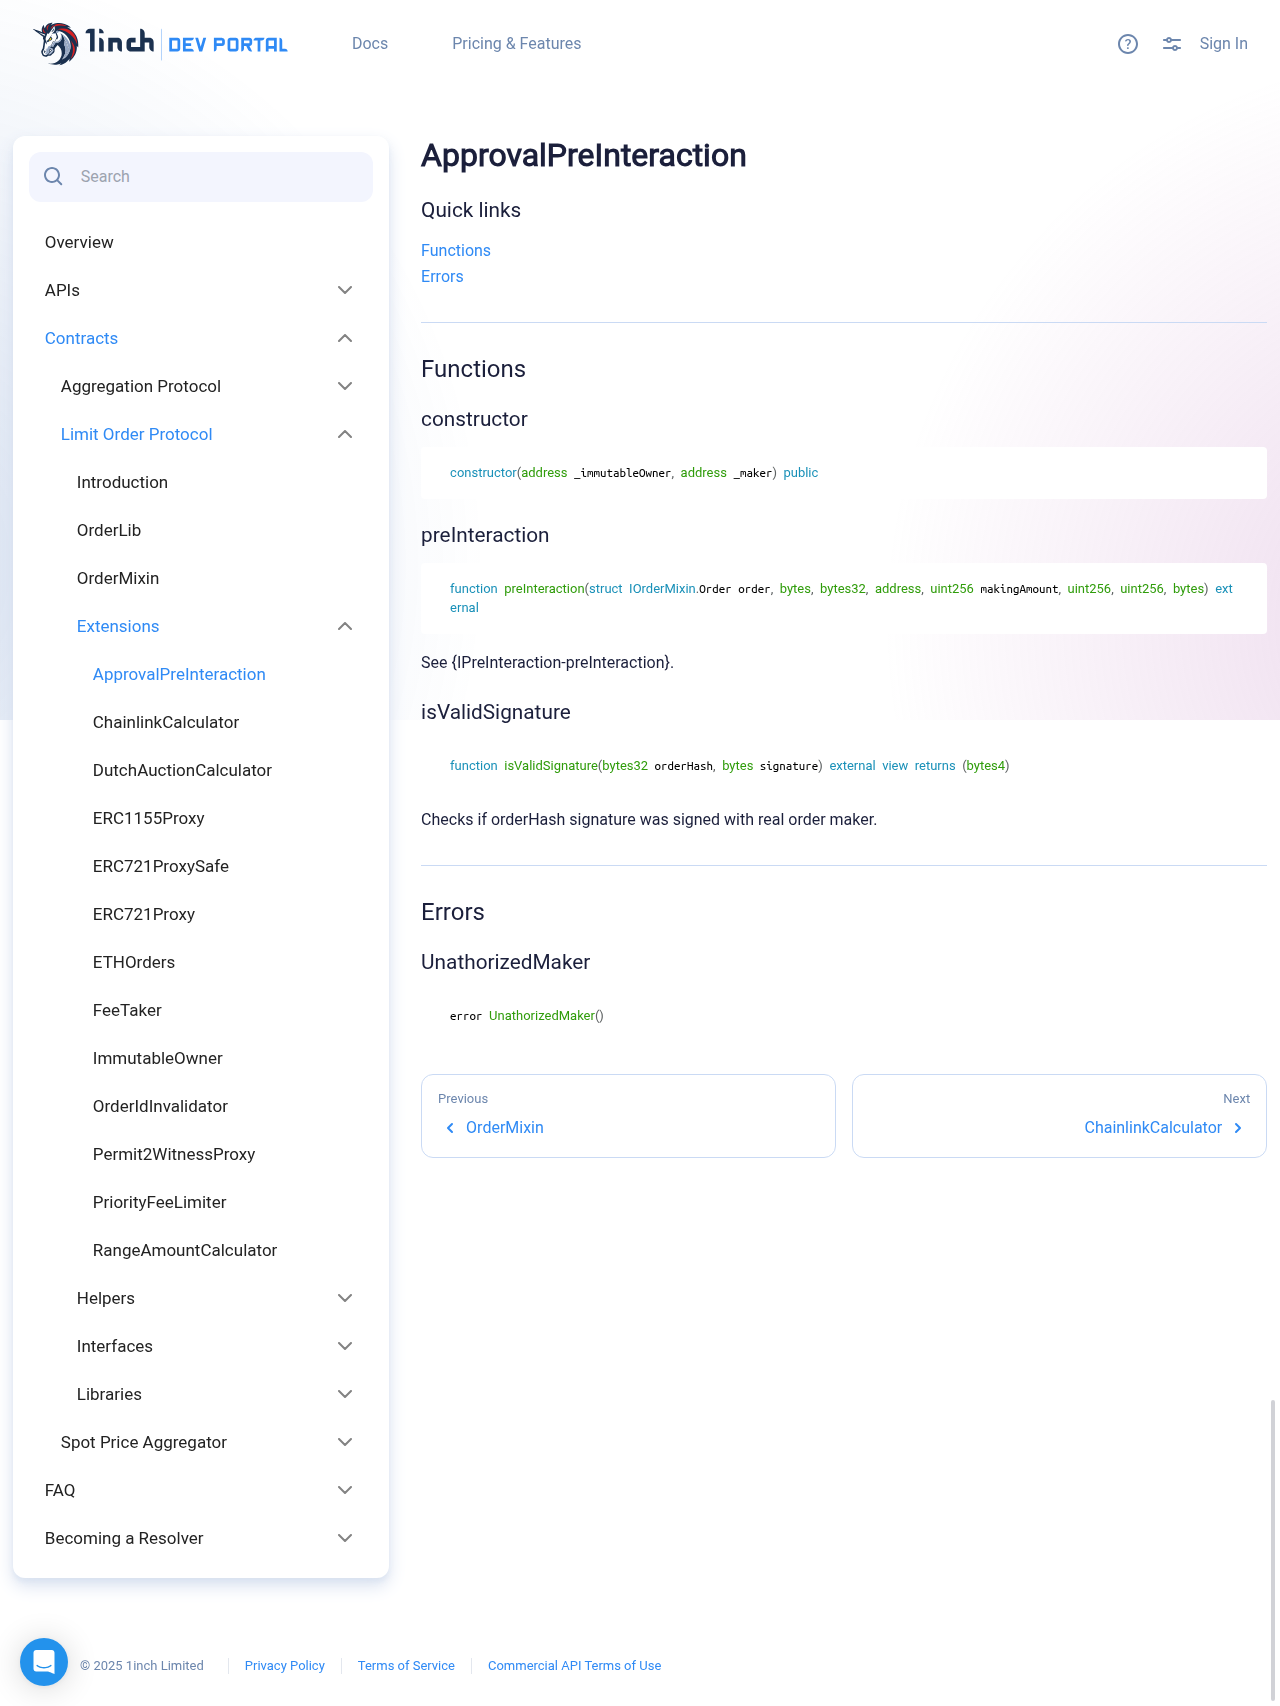 1inch DEV PORTAL
Docs
Pricing & Features
Sign In
Search
Overview
APIs
Contracts
Aggregation Protocol
Limit Order Protocol
Introduction
OrderLib
OrderMixin
Extensions
ApprovalPreInteraction
ChainlinkCalculator
DutchAuctionCalculator
ERC1155Proxy
ERC721ProxySafe
ERC721Proxy
ETHOrders
FeeTaker
ImmutableOwner
OrderIdInvalidator
Permit2WitnessProxy
PriorityFeeLimiter
RangeAmountCalculator
Helpers
Interfaces
Libraries
Spot Price Aggregator
FAQ
Becoming a Resolver
ApprovalPreInteraction
Quick links
Functions
Errors
Functions
constructor
constructor(address _immutableOwner, address _maker) public
preInteraction
function preInteraction(struct IOrderMixin.Order order, bytes, bytes32, address, uint256 makingAmount, uint256, uint256, bytes) ext
ernal
See {IPreInteraction-preInteraction}.
isValidSignature
function isValidSignature(bytes32 orderHash, bytes signature) external view returns (bytes4)
Checks if orderHash signature was signed with real order maker.
Errors
UnathorizedMaker
error UnathorizedMaker()
Previous
OrderMixin
Next
ChainlinkCalculator
© 2025 1inch Limited
Privacy Policy
Terms of Service
Commercial API Terms of Use